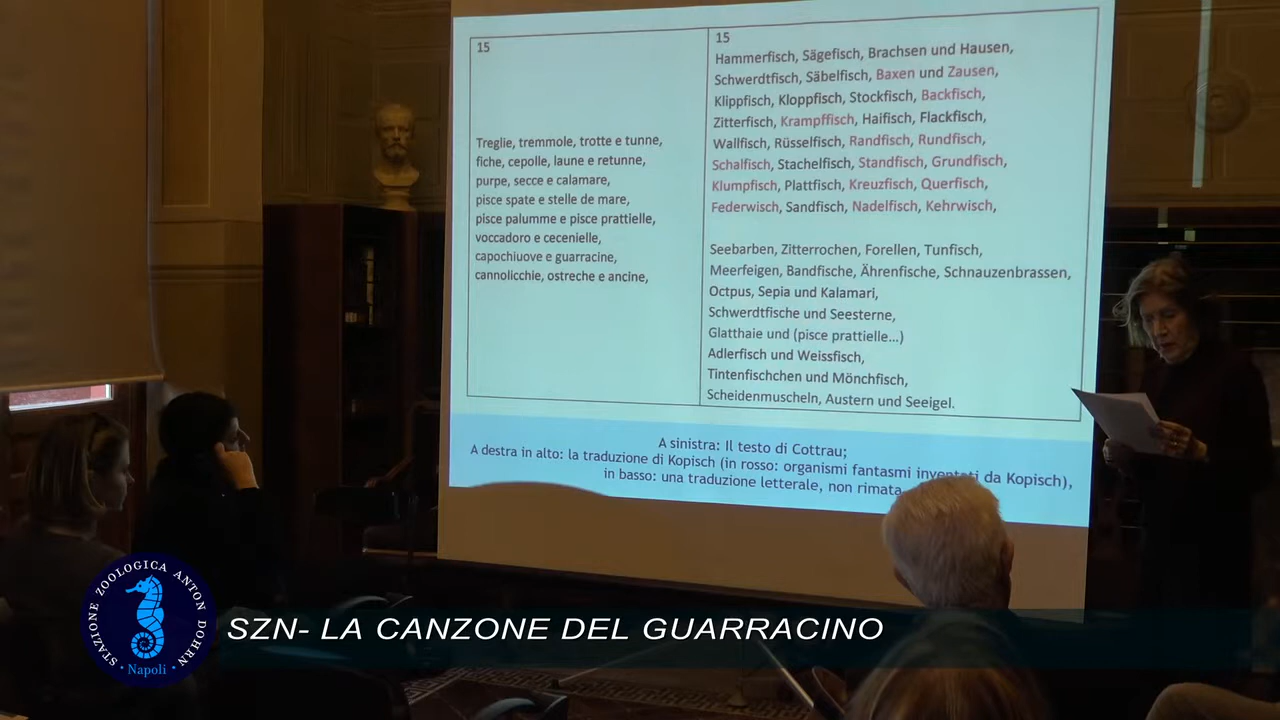 15
Treglie, tremmole, trotte e tunne,
fiche, cepolle, laune e retunne,
purpe, secce e calamare,
pisce spate e stelle de mare,
pisce palumme e pisce prattielle,
voccadoro e cecenielle,
capochiuove e guarracine,
cannolicchie, ostreche e ancine,
15
Hammerfisch, Sägefisch, Brachsen und Hausen,
Schwerdtfisch, Säbelfisch, Baxen und Zausen,
Klippfisch, Kloppfisch, Stockfisch, Backfisch,
Zitterfisch, Krampffisch, Haifisch, Flackfisch,
Wallfisch, Rüsselfisch, Randfisch, Rundfisch,
Schalfisch, Stachelfisch, Standfisch, Grundfisch,
Klumpfisch, Plattfisch, Kreuzfisch, Querfisch,
Federwisch, Sandfisch, Nadelfisch, Kehrwisch,
Seebarben, Zitterrochen, Forellen, Tunfisch,
Meerfeigen, Bandfische, Ährenfische, Schnauzenbrassen,
Octpus, Sepia und Kalamari,
Schwerdtfische und Seesterne,
Glatthaie und (pisce prattielle...)
Adlerfisch und Weissfisch,
Tintenfischchen und Mönchfisch,
Scheidenmuscheln, Austern und Seeigel.
A sinistra: Il testo di Cottrau;
A destra in alto: la traduzione di Kopisch (in rosso: organismi fantasmi inventati da Kopisch),
in basso: una traduzione letterale, non rimata
STAZIONE ZOOLOGICA ANTON DOHRN
• Napoli •
SZN- LA CANZONE DEL GUARRACINO